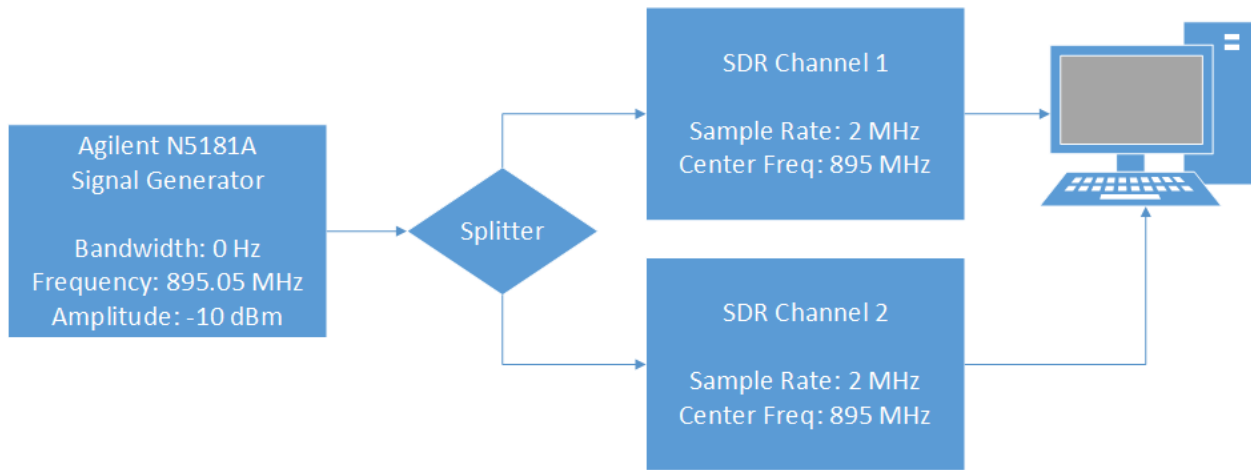 Agilent N5181A
Signal Generator
Bandwidth: 0 Hz
Frequency: 895.05 MHz
Amplitude: -10 dBm
Splitter
SDR Channel 1
Sample Rate: 2 MHz
Center Freq: 895 MHz
SDR Channel 2
Sample Rate: 2 MHz
Center Freq: 895 MHz